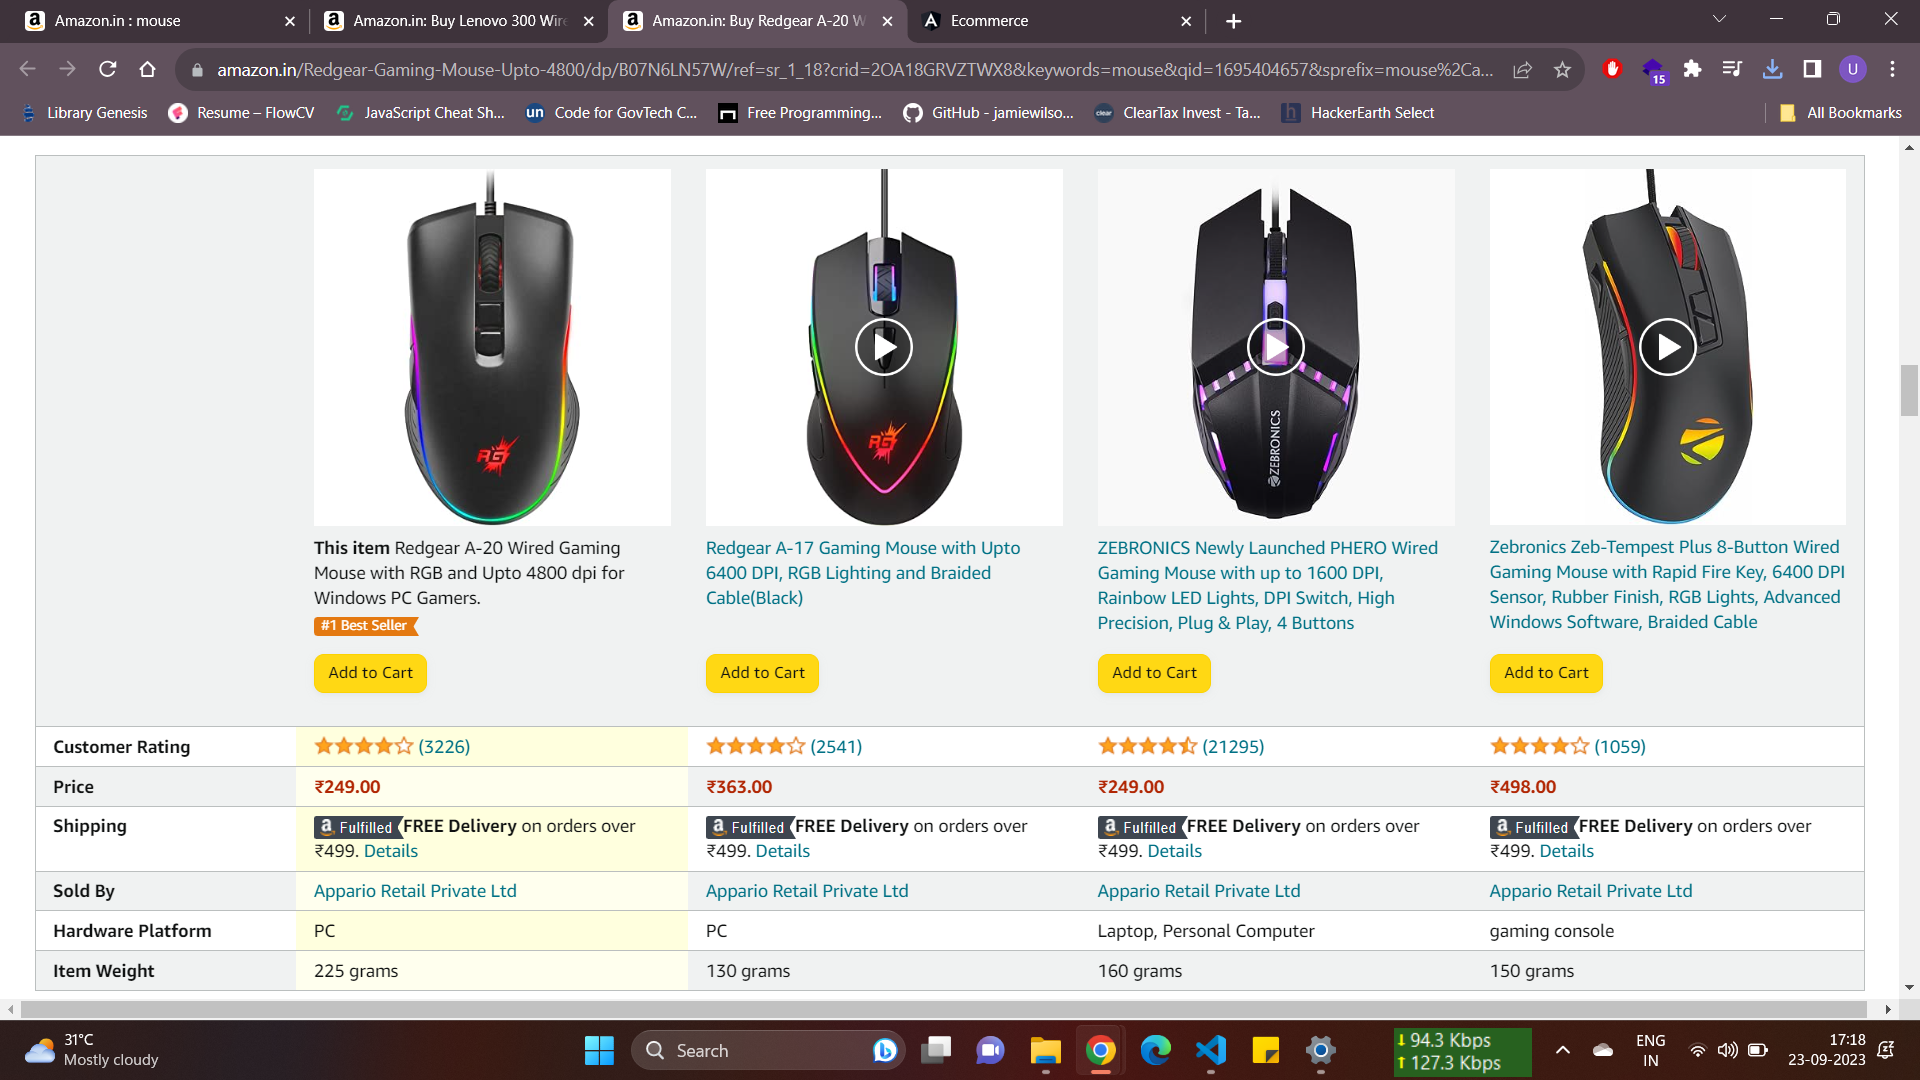 Amazon.in : mouse
Amazon.in: Buy Lenovo 300 Wire
Amazon.in: Buy Redgear A-20 W
Ecommerce
amazon.in/Redgear-Gaming-Mouse-Upto-4800/dp/B07N6LN57W/ref=sr_1_18?crid=2OA18GRVZTWX8&keywords=mouse&qid=1695404657&sprefix=mouse%2Ca...
15
U
Library Genesis
Resume – FlowCV
JavaScript Cheat Sh...
un Code for GovTech C...
Free Programming...
GitHub - jamiewilso...
clear ClearTax Invest - Ta...
h HackerEarth Select
All Bookmarks
RG
RG
ZEBRONICS
This item Redgear A-20 Wired Gaming
Mouse with RGB and Upto 4800 dpi for
Windows PC Gamers.
#1 Best Seller
Add to Cart
Redgear A-17 Gaming Mouse with Upto
6400 DPI, RGB Lighting and Braided
Cable(Black)
Add to Cart
ZEBRONICS Newly Launched PHERO Wired
Gaming Mouse with up to 1600 DPI,
Rainbow LED Lights, DPI Switch, High
Precision, Plug & Play, 4 Buttons
Add to Cart
Zebronics Zeb-Tempest Plus 8-Button Wired
Gaming Mouse with Rapid Fire Key, 6400 DPI
Sensor, Rubber Finish, RGB Lights, Advanced
Windows Software, Braided Cable
Add to Cart
Customer Rating (3226) (2541) (21295) (1059)
Price ₹249.00 ₹363.00 ₹249.00 ₹498.00
Shipping
a Fulfilled FREE Delivery on orders over
₹499. Details
a Fulfilled FREE Delivery on orders over
₹499. Details
a Fulfilled FREE Delivery on orders over
₹499. Details
a Fulfilled FREE Delivery on orders over
₹499. Details
Sold By Appario Retail Private Ltd Appario Retail Private Ltd Appario Retail Private Ltd Appario Retail Private Ltd
Hardware Platform PC PC Laptop, Personal Computer gaming console
Item Weight 225 grams 130 grams 160 grams 150 grams
31°C
Mostly cloudy
Search
94.3 Kbps
127.3 Kbps
ENG
IN
17:18
23-09-2023